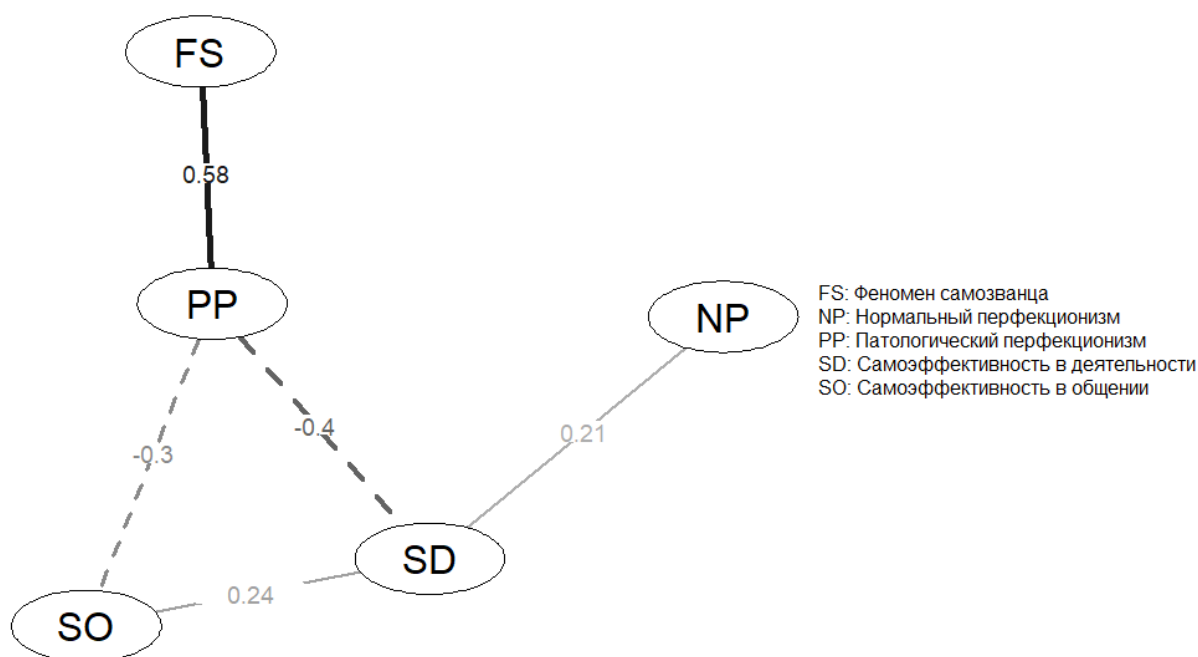 FS
0.58
PP
NP
FS: Феномен самозванца
NP: Нормальный перфекционизм
PP: Патологический перфекционизм
SD: Самоэффективность в деятельности
SO: Самоэффективность в общении
-0.3
-0.4
0.21
SD
0.24
SO